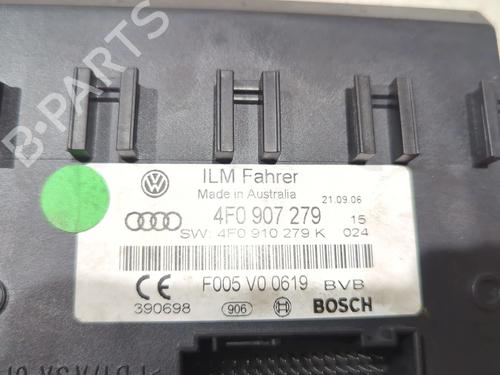 B-PARTS
ILM Fahrer
Made in Australia
21.09.06
4F0 907 279 15
SW: 4F0 910 279 K 024
F005 V0 0619 BVB
390698 906 BOSCH